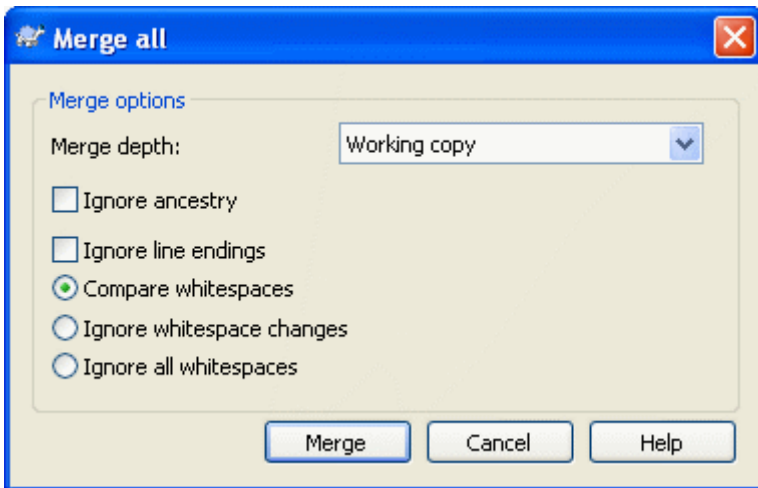 Merge all
Merge options
Merge depth: Working copy
Ignore ancestry
Ignore line endings
Compare whitespaces
Ignore whitespace changes
Ignore all whitespaces
Merge Cancel Help